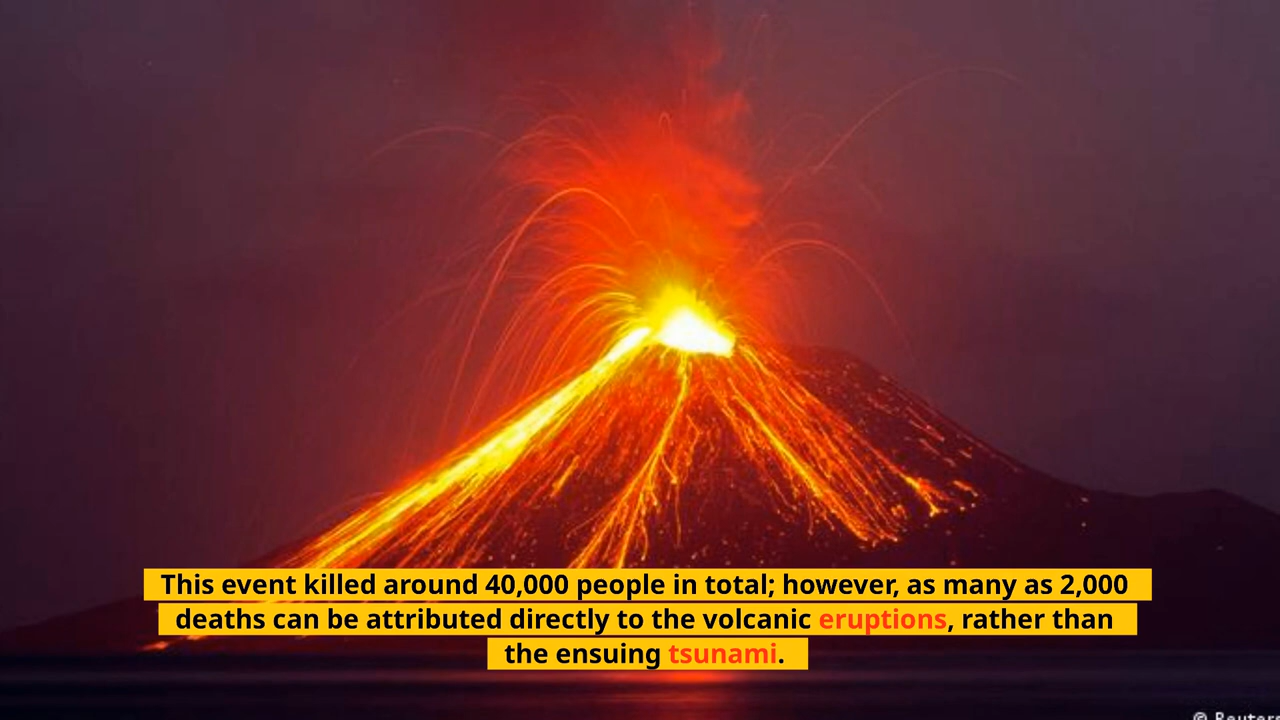 This event killed around 40,000 people in total; however, as many as 2,000
deaths can be attributed directly to the volcanic eruptions, rather than
the ensuing tsunami.